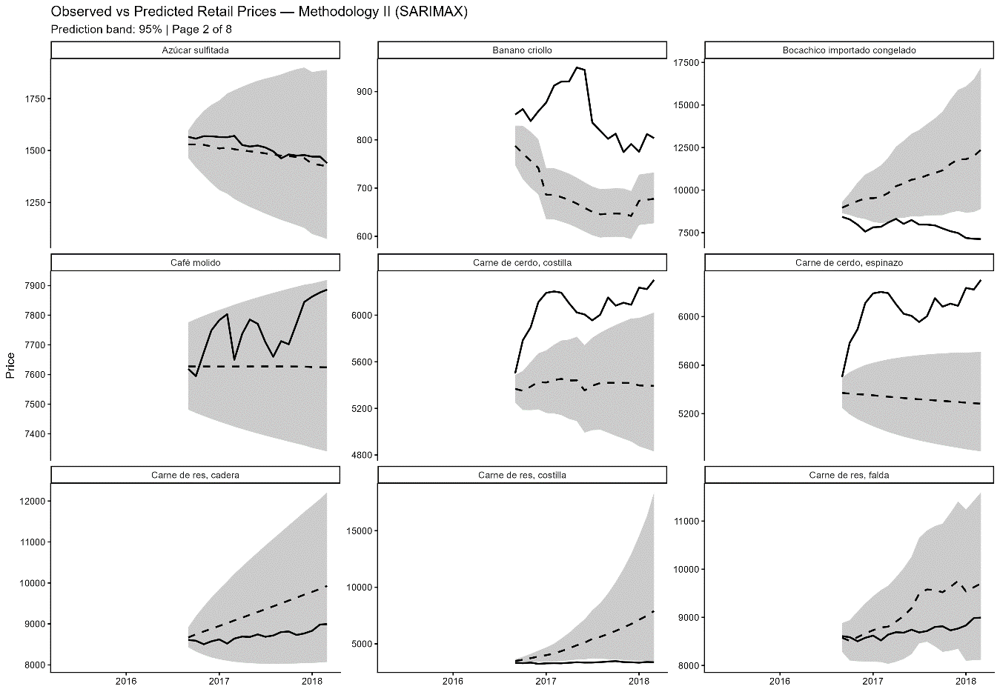 Observed vs Predicted Retail Prices — Methodology II (SARIMAX)
Prediction band: 95% | Page 2 of 8
Azúcar sulfitada
Banano criollo
Bocachico importado congelado
1750
1500
1250
900
800
700
600
17500
15000
12500
10000
7500
Café molido
Carne de cerdo, costilla
Carne de cerdo, espinazo
Price
7900
7800
7700
7600
7500
7400
6000
5600
5200
4800
6000
5600
5200
Carne de res, cadera
Carne de res, costilla
Carne de res, falda
12000
11000
10000
9000
8000
15000
10000
5000
11000
10000
9000
8000
2016 2017 2018
2016 2017 2018
2016 2017 2018